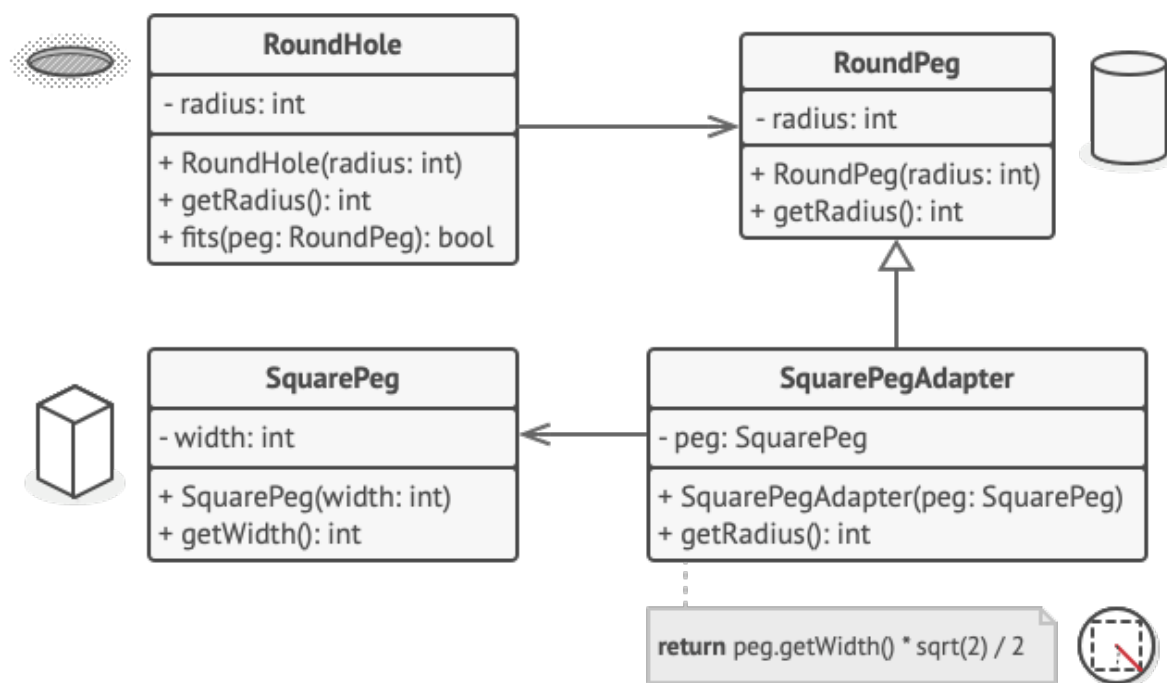 RoundHole
- radius: int
+ RoundHole(radius: int)
+ getRadius(): int
+ fits(peg: RoundPeg): bool
RoundPeg
- radius: int
+ RoundPeg(radius: int)
+ getRadius(): int
SquarePeg
- width: int
+ SquarePeg(width: int)
+ getWidth(): int
SquarePegAdapter
- peg: SquarePeg
+ SquarePegAdapter(peg: SquarePeg)
+ getRadius(): int
return peg.getWidth() * sqrt(2) / 2